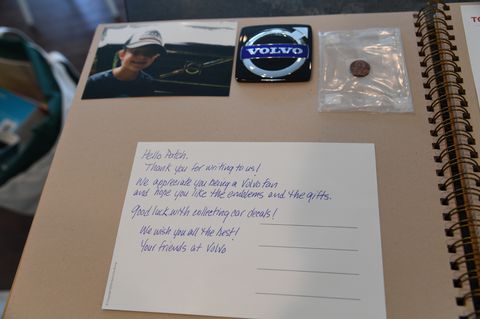 VOLVO
TO
Hello Patch,
Thank you for writing to us!
We appreciate you being a Volvo fan
and hope you like the emblems and the gifts.
Good luck with collecting car decals!
We wish you all the best!
Your friends at Volvo